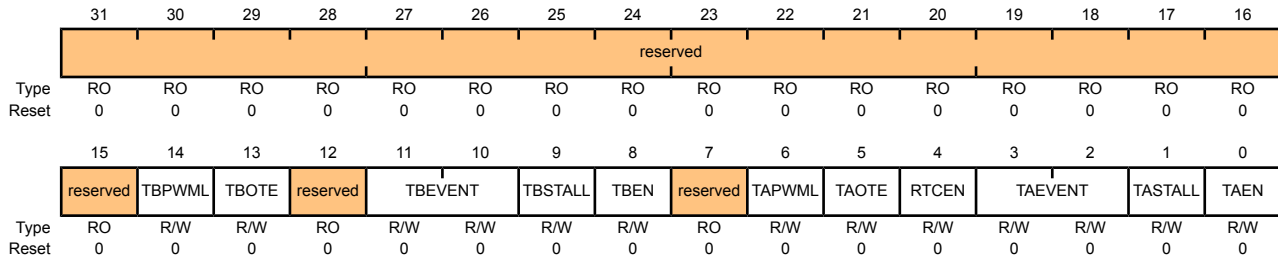 31 30 29 28 27 26 25 24 23 22 21 20 19 18 17 16
reserved
Type RO RO RO RO RO RO RO RO RO RO RO RO RO RO RO RO
Reset 0 0 0 0 0 0 0 0 0 0 0 0 0 0 0 0
15 14 13 12 11 10 9 8 7 6 5 4 3 2 1 0
reserved TBPWML TBOTE reserved TBEVENT TBSTALL TBEN reserved TAPWML TAOTE RTCEN TAEVENT TASTALL TAEN
Type RO R/W R/W RO R/W R/W R/W R/W RO R/W R/W R/W R/W R/W R/W R/W
Reset 0 0 0 0 0 0 0 0 0 0 0 0 0 0 0 0